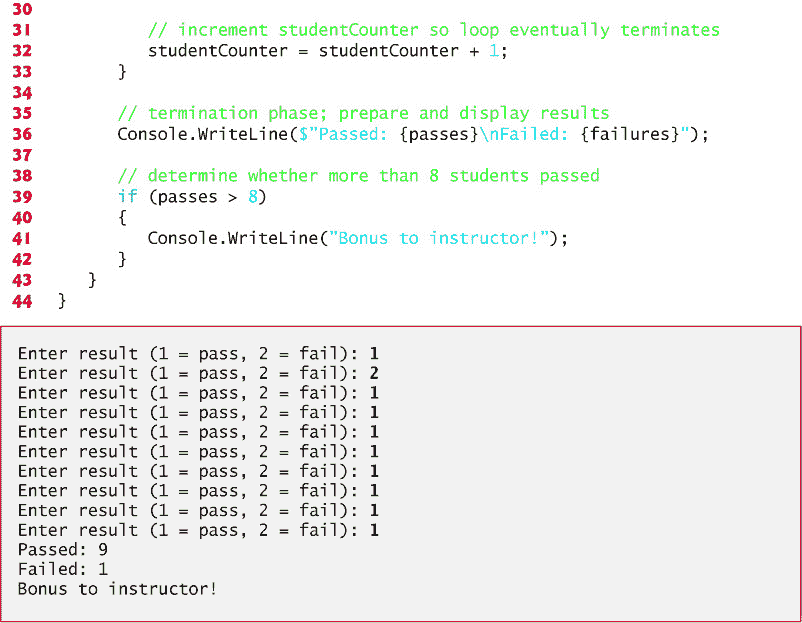 30
31 // increment studentCounter so loop eventually terminates
32 studentCounter = studentCounter + 1;
33 }
34
35 // termination phase; prepare and display results
36 Console.WriteLine($"Passed: {passes}\nFailed: {failures}");
37
38 // determine whether more than 8 students passed
39 if (passes > 8)
40 {
41 Console.WriteLine("Bonus to instructor!");
42 }
43 }
44 }
Enter result (1 = pass, 2 = fail): 1
Enter result (1 = pass, 2 = fail): 2
Enter result (1 = pass, 2 = fail): 1
Enter result (1 = pass, 2 = fail): 1
Enter result (1 = pass, 2 = fail): 1
Enter result (1 = pass, 2 = fail): 1
Enter result (1 = pass, 2 = fail): 1
Enter result (1 = pass, 2 = fail): 1
Enter result (1 = pass, 2 = fail): 1
Enter result (1 = pass, 2 = fail): 1
Passed: 9
Failed: 1
Bonus to instructor!